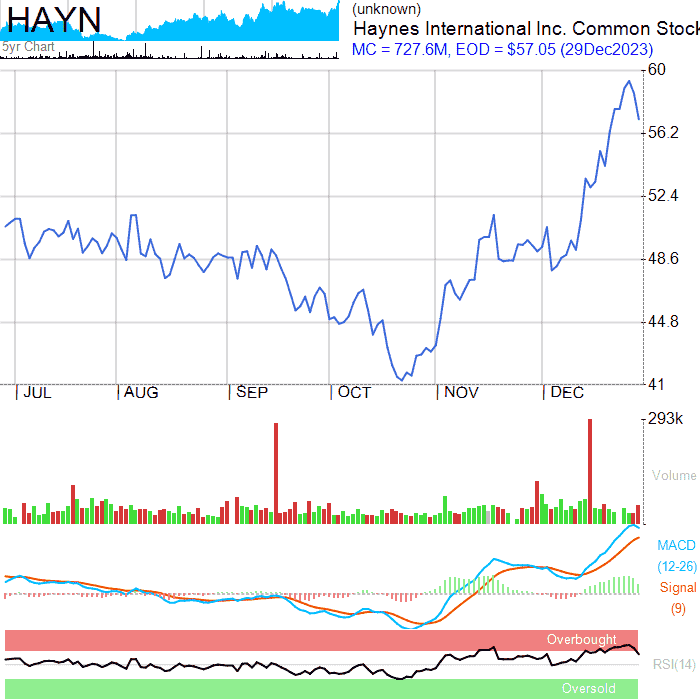 HAYN
5yr Chart
(unknown)
Haynes International Inc. Common Stock
MC = 727.6M, EOD = $57.05 (29Dec2023)
60
56.2
52.4
48.6
44.8
41
JUL AUG SEP OCT NOV DEC
293k
Volume
MACD
(12-26)
Signal
(9)
Overbought
RSI(14)
Oversold